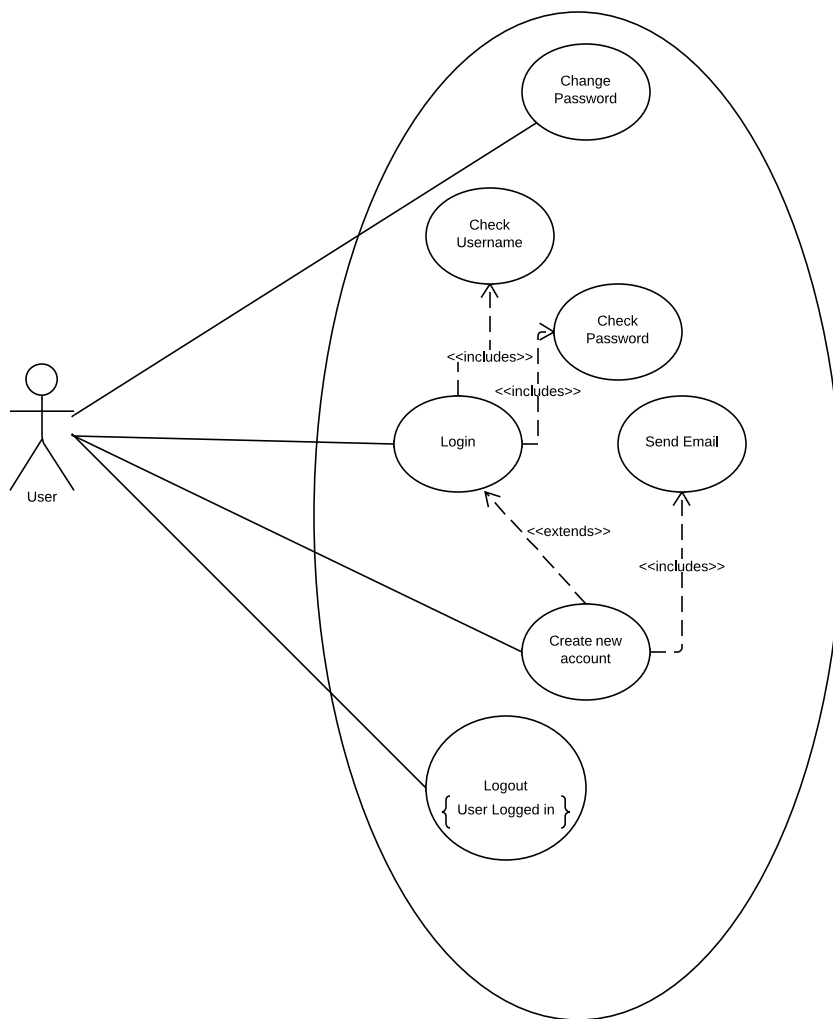 Change
Password
Check
Username
Check
Password
<<includes>>
<<includes>>
Login
Send Email
User
<<extends>>
<<includes>>
Create new
account
Logout
{ User Logged in }